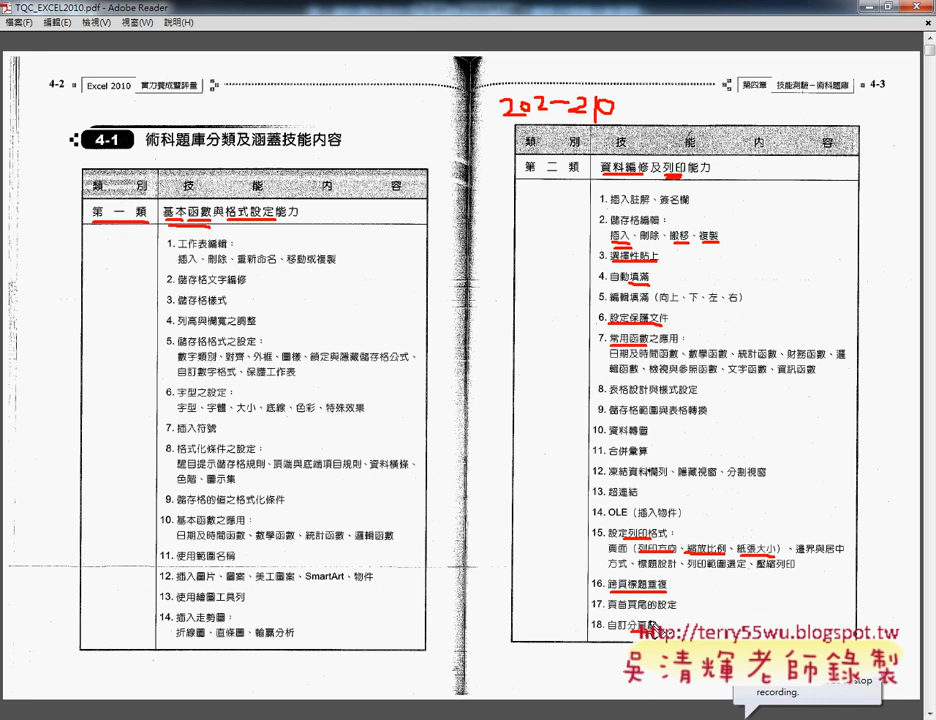 TQC_EXCEL2010.pdf - Adobe Reader
檔案(F) 編輯(E) 檢視(V) 視窗(W) 說明(H)
4-2 Excel 2010 實力養成暨評量
4-1 術科題庫分類及涵蓋技能內容
類 別 技 能 內 容
第 一 類 基本函數與格式設定能力
1. 工作表編輯：
插入、刪除、重新命名、移動或複製
2. 儲存格文字編修
3. 儲存格樣式
4. 列高與欄寬之調整
5. 儲存格格式之設定：
數字類別、對齊、外框、圖樣、鎖定與隱藏儲存格公式、
自訂數字格式、保護工作表
6. 字型之設定：
字型、字體、大小、底線、色彩、特殊效果
7. 插入符號
8. 格式化條件之設定：
醒目提示儲存格規則、頂端與底端項目規則、資料橫條、
色階、圖示集
9. 儲存格的值之格式化條件
10. 基本函數之應用：
日期及時間函數、數學函數、統計函數、邏輯函數
11. 使用範圍名稱
12. 插入圖片、圖案、美工圖案、SmartArt、物件
13. 使用繪圖工具列
14. 插入走勢圖：
折線圖、直條圖、輸贏分析
第四章 技能測驗－術科題庫 4-3
202-210
類 別 技 能 內 容
第 二 類 資料編修及列印能力
1. 插入註解、簽名欄
2. 儲存格編輯：
插入、刪除、搬移、複製
3. 選擇性貼上
4. 自動填滿
5. 編輯填滿（向上、下、左、右）
6. 設定保護文件
7. 常用函數之應用：
日期及時間函數、數學函數、統計函數、財務函數、邏
輯函數、檢視與參照函數、文字函數、資訊函數
8. 表格設計與樣式設定
9. 儲存格範圍與表格轉換
10. 資料轉置
11. 合併彙算
12. 凍結資料欄列、隱藏視窗、分割視窗
13. 超連結
14. OLE（插入物件）
15. 設定列印格式：
頁面（列印方向、縮放比例、紙張大小）、邊界與居中
方式、標題設計、列印範圍選定、壓縮列印
16. 跨頁標題重複
17. 頁首頁尾的設定
18. 自訂分頁
http://terry55wu.blogspot.tw
吳清輝老師錄製
stop
recording.